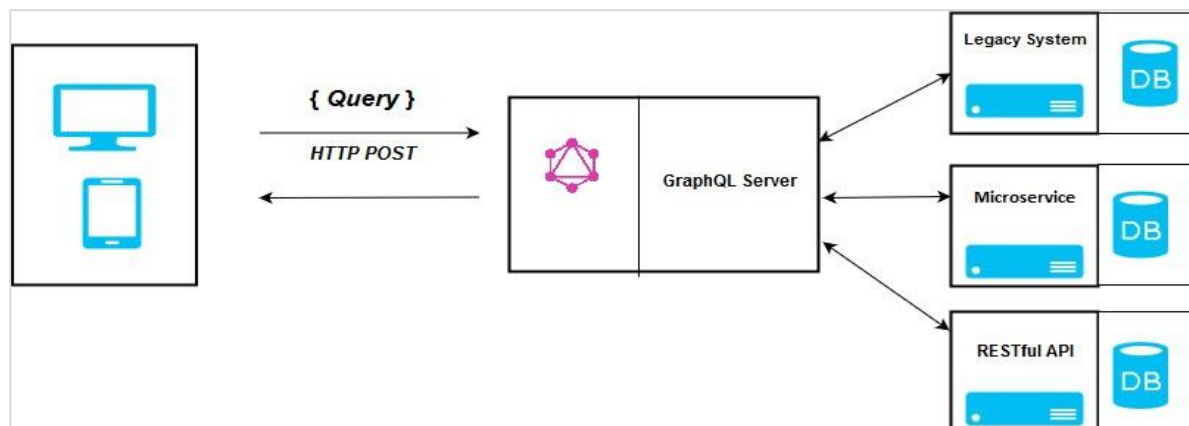 { Query }
HTTP POST
GraphQL Server
Legacy System
DB
Microservice
DB
RESTful API
DB